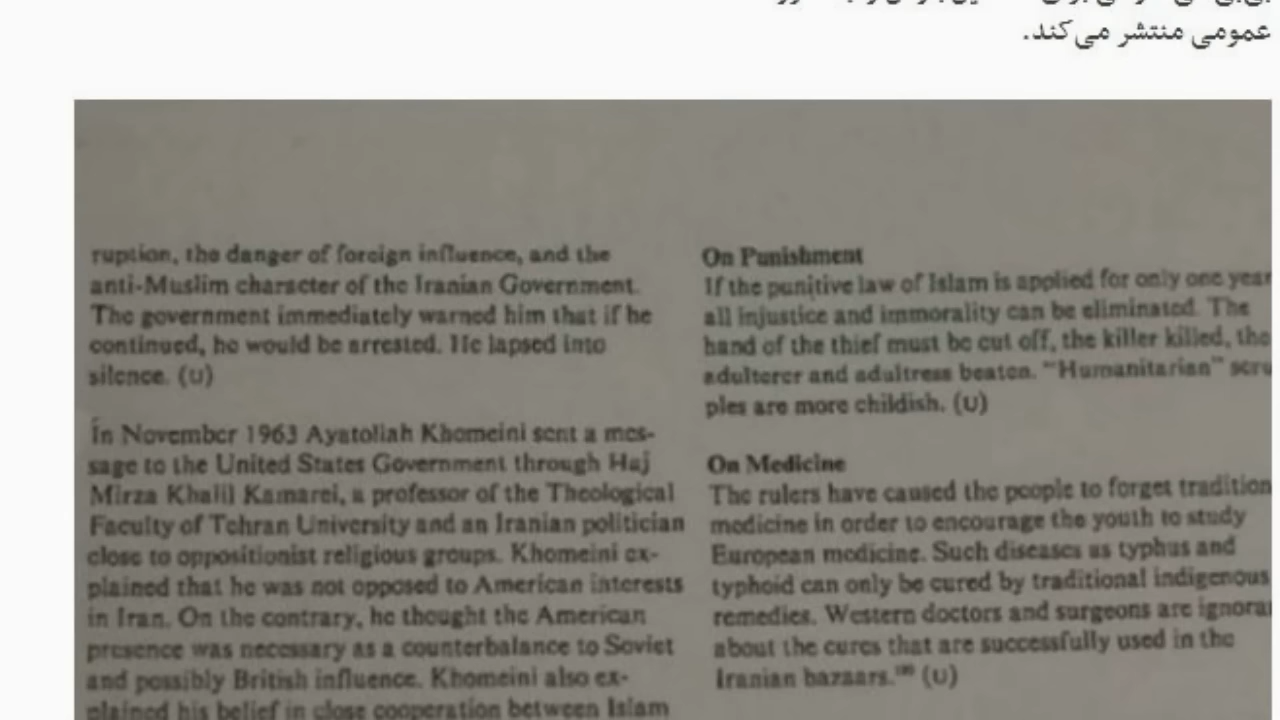 عمومی منتشر می‌کند.
ruption, the danger of foreign influence, and the
anti-Muslim character of the Iranian Government.
The government immediately warned him that if he
continued, he would be arrested. He lapsed into
silence. (U)
In November 1963 Ayatollah Khomeini sent a mes-
sage to the United States Government through Haj
Mirza Khalil Kamarei, a professor of the Theological
Faculty of Tehran University and an Iranian politician
close to oppositionist religious groups. Khomeini ex-
plained that he was not opposed to American interests
in Iran. On the contrary, he thought the American
presence was necessary as a counterbalance to Soviet
and possibly British influence. Khomeini also ex-
plained his belief in close cooperation between Islam
On Punishment
If the punitive law of Islam is applied for only one year
all injustice and immorality can be eliminated. The
hand of the thief must be cut off, the killer killed, the
adulterer and adultress beaten. "Humanitarian" scru
ples are more childish. (U)
On Medicine
The rulers have caused the people to forget tradition
medicine in order to encourage the youth to study
European medicine. Such diseases as typhus and
typhoid can only be cured by traditional indigenous
remedies. Western doctors and surgeons are ignora
about the cures that are successfully used in the
Iranian bazaars." (U)